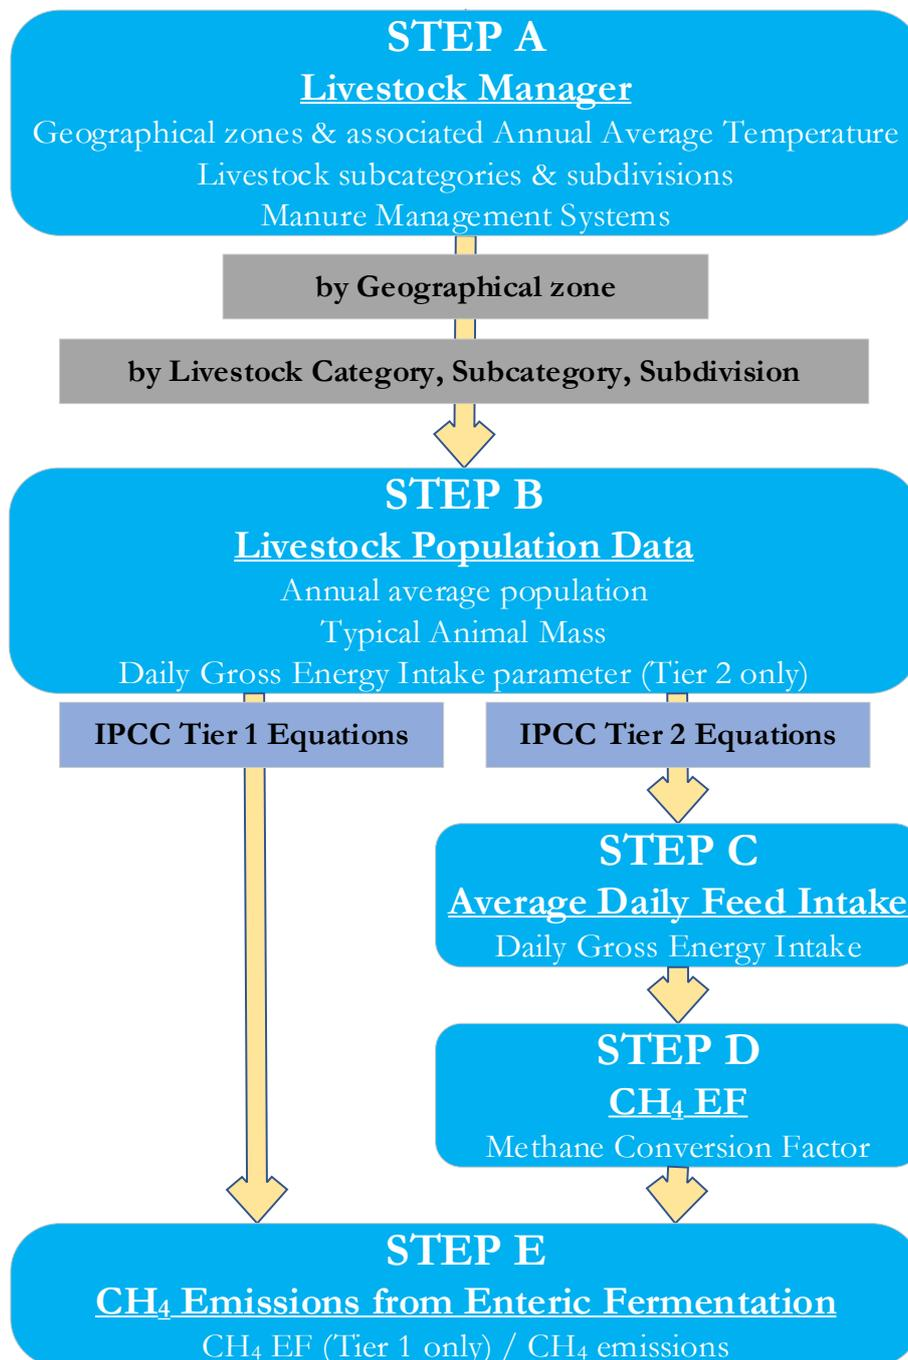 STEP A
Livestock Manager
Geographical zones & associated Annual Average Temperature
Livestock subcategories & subdivisions
Manure Management Systems
by Geographical zone
by Livestock Category, Subcategory, Subdivision
STEP B
Livestock Population Data
Annual average population
Typical Animal Mass
Daily Gross Energy Intake parameter (Tier 2 only)
IPCC Tier 1 Equations
IPCC Tier 2 Equations
STEP C
Average Daily Feed Intake
Daily Gross Energy Intake
STEP D
CH₄ EF
Methane Conversion Factor
STEP E
CH₄ Emissions from Enteric Fermentation
CH₄ EF (Tier 1 only) / CH₄ emissions